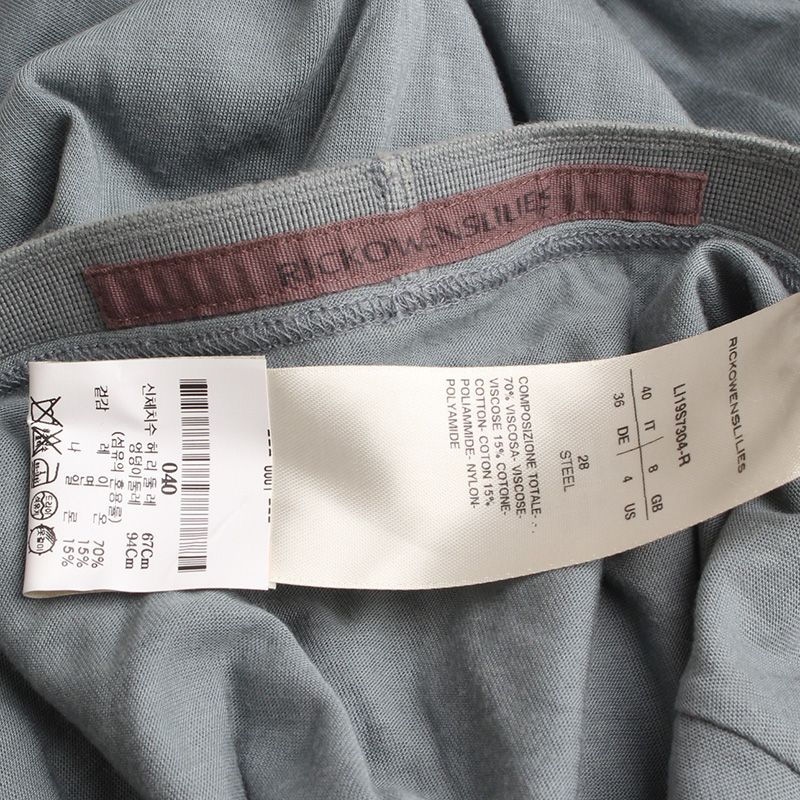 RICKOWENSLILIES
RICKOWENSLILIES
LI19S7304-R
40 IT 8 GB
36 DE 4 US
28
STEEL
COMPOSIZIONE TOTALE-
70% VISCOSA- VISCOSE-
VISCOSE 15% COTONE-
COTTON- COTON 15%
POLIAMMIDE- NYLON-
POLYAMIDE
040
신체치수 허리둘레 67Cm
엉덩이둘레 94Cm
(섬유의 혼용률)
겉감 레이온 70%
면 15%
나일론 15%